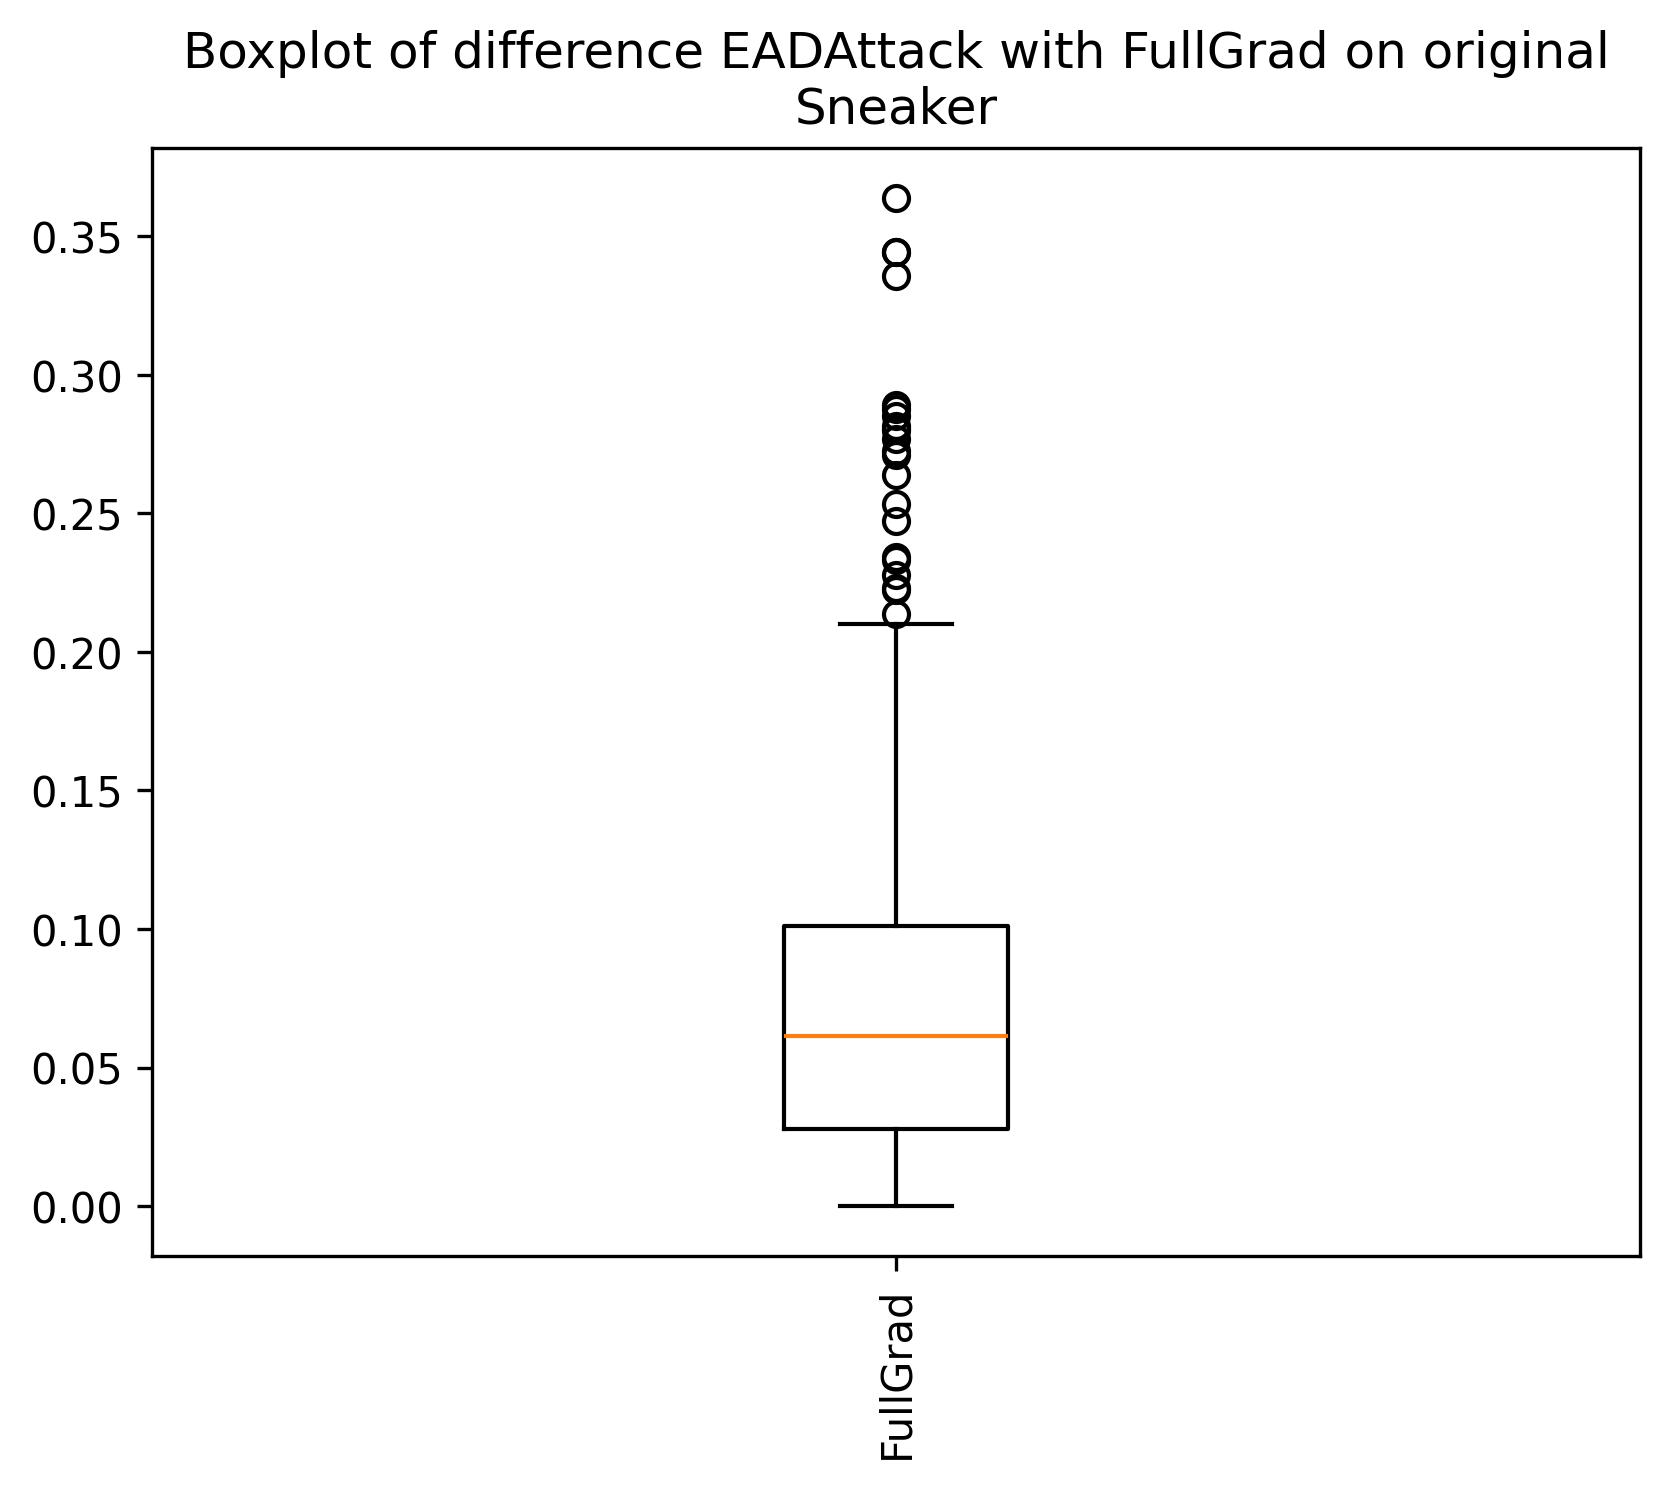 Boxplot of difference EADAttack with FullGrad on original
Sneaker
0.35
0.30
0.25
0.20
0.15
0.10
0.05
0.00
FullGrad